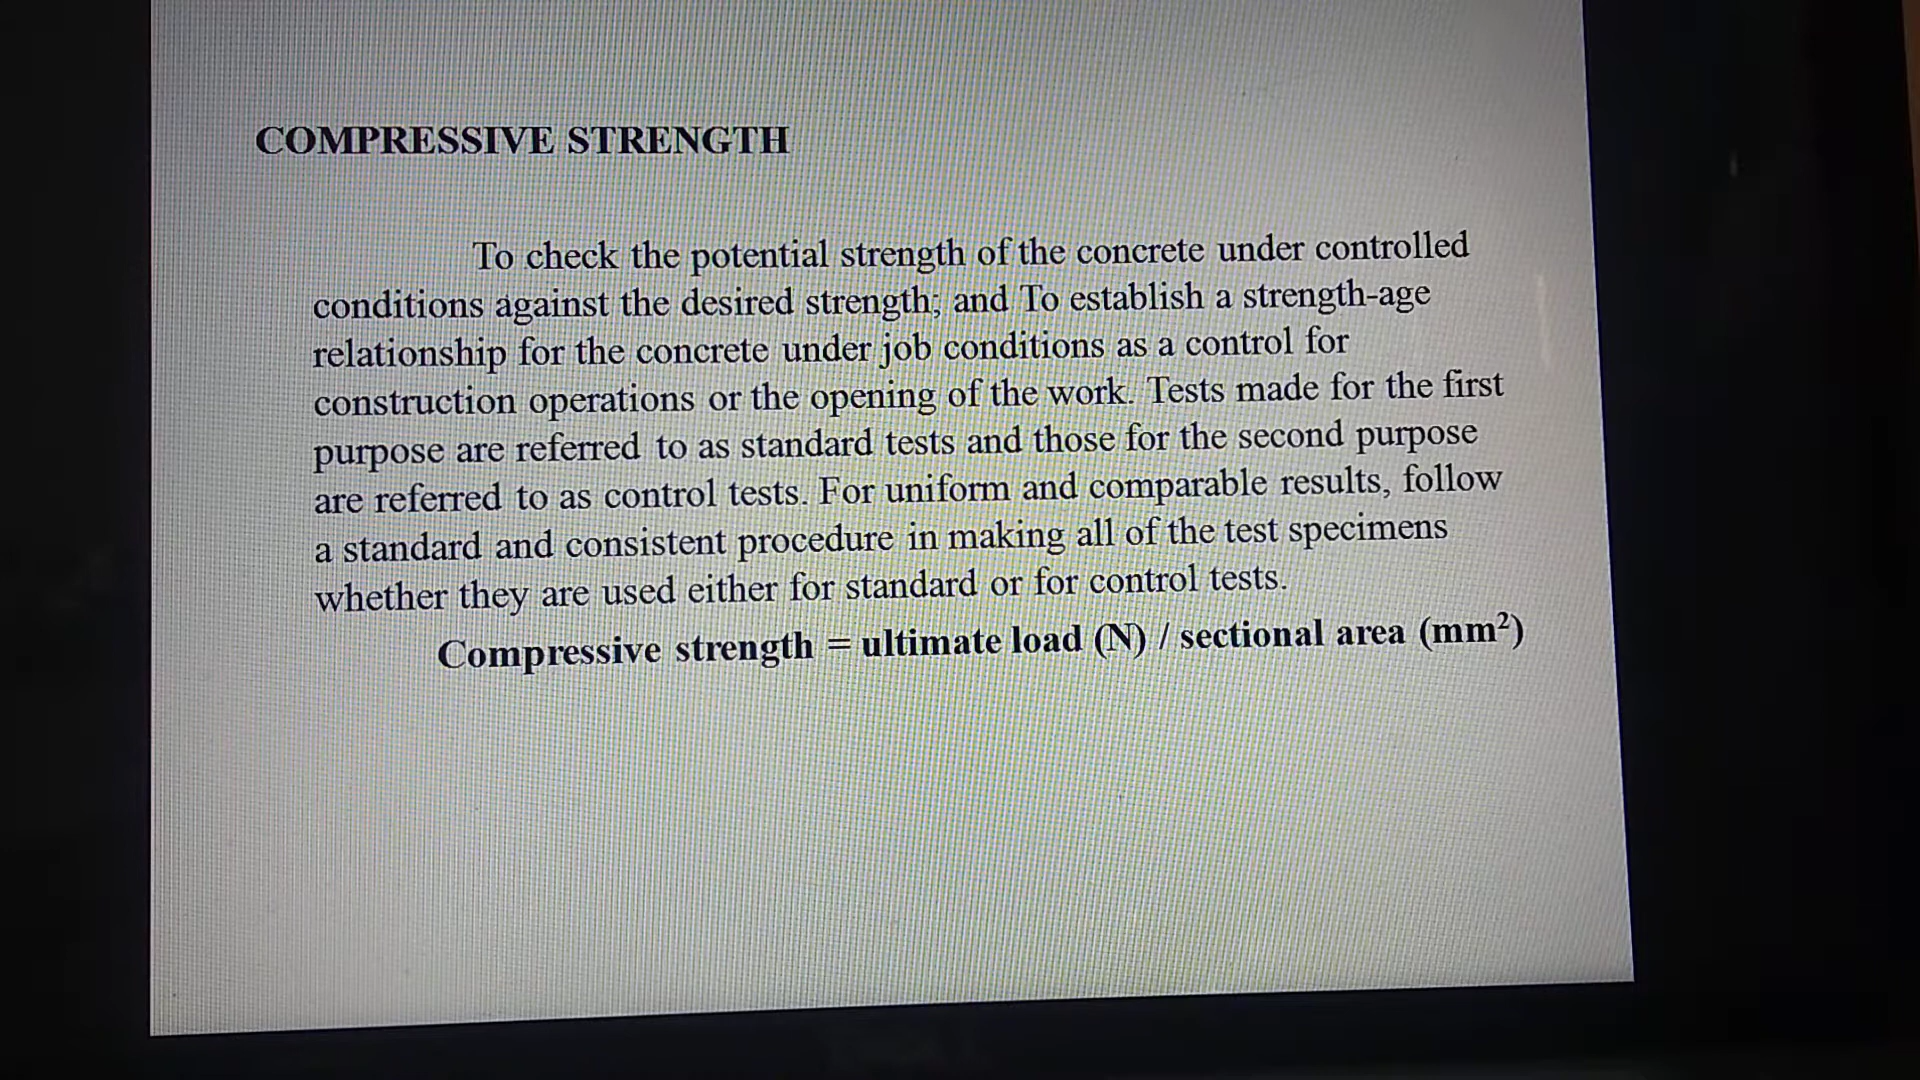 COMPRESSIVE STRENGTH
To check the potential strength of the concrete under controlled
conditions against the desired strength; and To establish a strength-age
relationship for the concrete under job conditions as a control for
construction operations or the opening of the work. Tests made for the first
purpose are referred to as standard tests and those for the second purpose
are referred to as control tests. For uniform and comparable results, follow
a standard and consistent procedure in making all of the test specimens
whether they are used either for standard or for control tests.
Compressive strength = ultimate load (N) / sectional area (mm²)